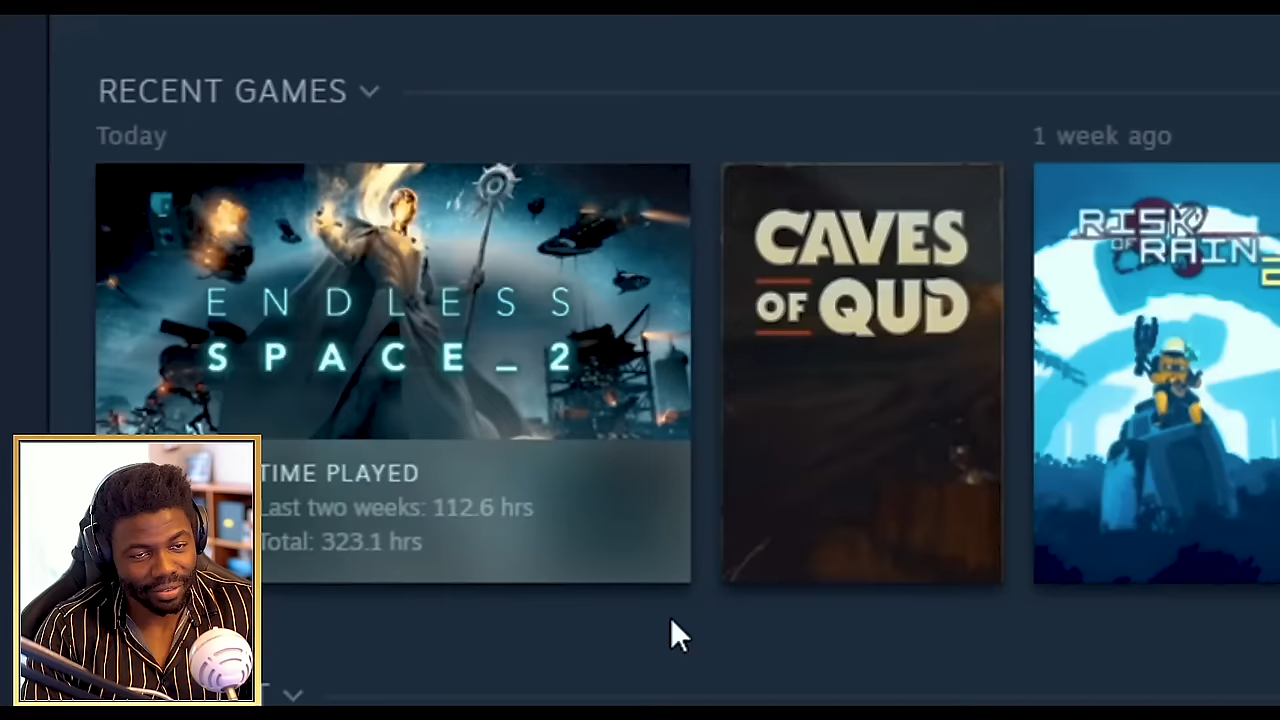 RECENT GAMES
Today
1 week ago
ENDLESS
SPACE_2
CAVES
OF QUD
RISK
OF RAIN
2
TIME PLAYED
Last two weeks: 112.6 hrs
Total: 323.1 hrs